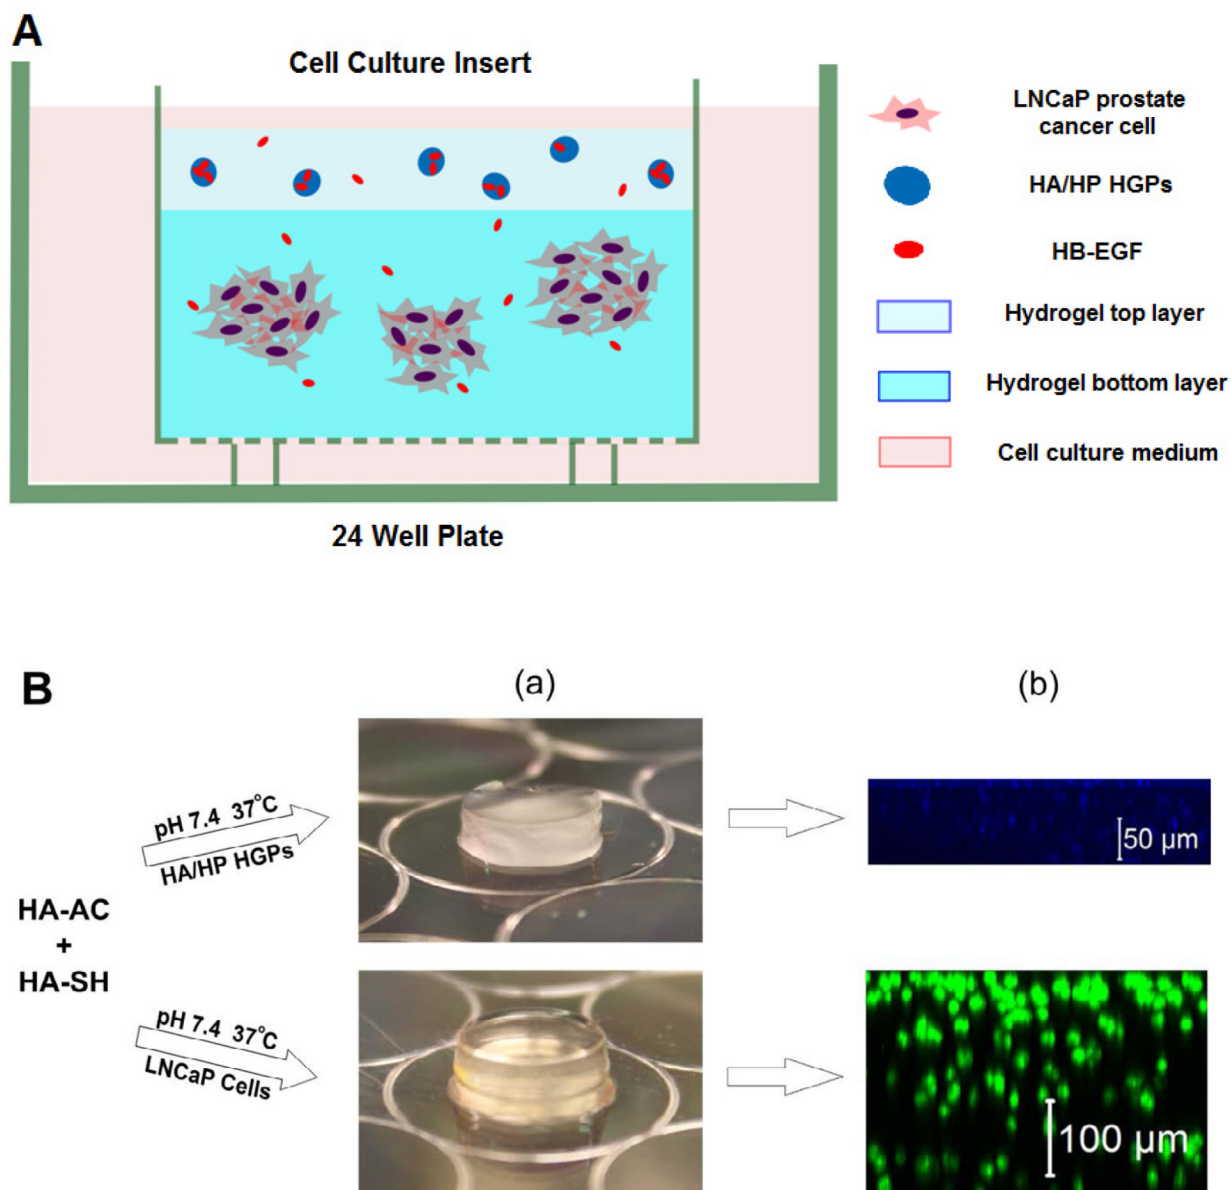 A
Cell Culture Insert
LNCaP prostate
cancer cell
HA/HP HGPs
HB-EGF
Hydrogel top layer
Hydrogel bottom layer
Cell culture medium
24 Well Plate
B
(a)
(b)
pH 7.4 37°C
HA/HP HGPs
50 µm
HA-AC
+
HA-SH
pH 7.4 37°C
LNCaP Cells
100 µm